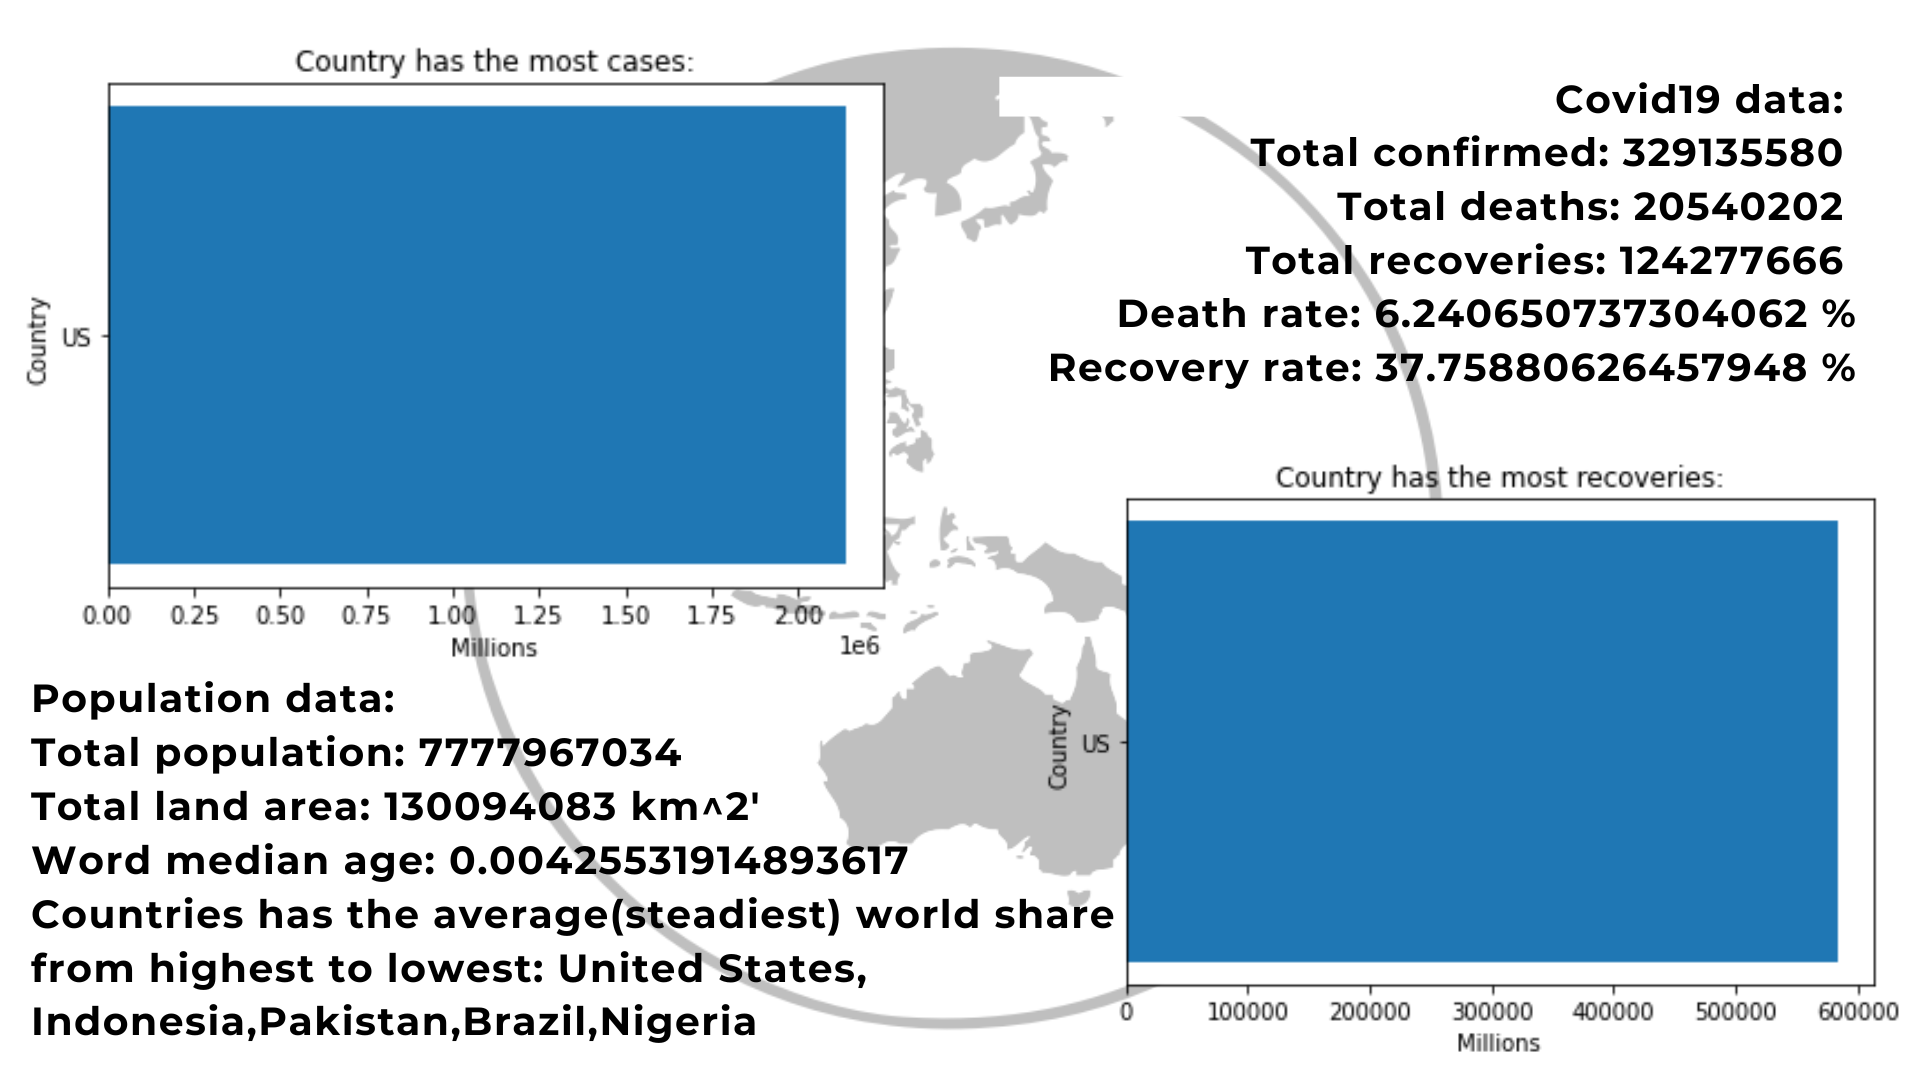 Country has the most cases:
Country
US
0.00 0.25 0.50 0.75 1.00 1.25 1.50 1.75 2.00
1e6
Millions
Covid19 data:
Total confirmed: 329135580
Total deaths: 20540202
Total recoveries: 124277666
Death rate: 6.240650737304062 %
Recovery rate: 37.75880626457948 %
Population data:
Total population: 7777967034
Total land area: 130094083 km^2'
Word median age: 0.00425531914893617
Countries has the average(steadiest) world share
from highest to lowest: United States,
Indonesia,Pakistan,Brazil,Nigeria
Country has the most recoveries:
Country
US
0 100000 200000 300000 400000 500000 600000
Millions